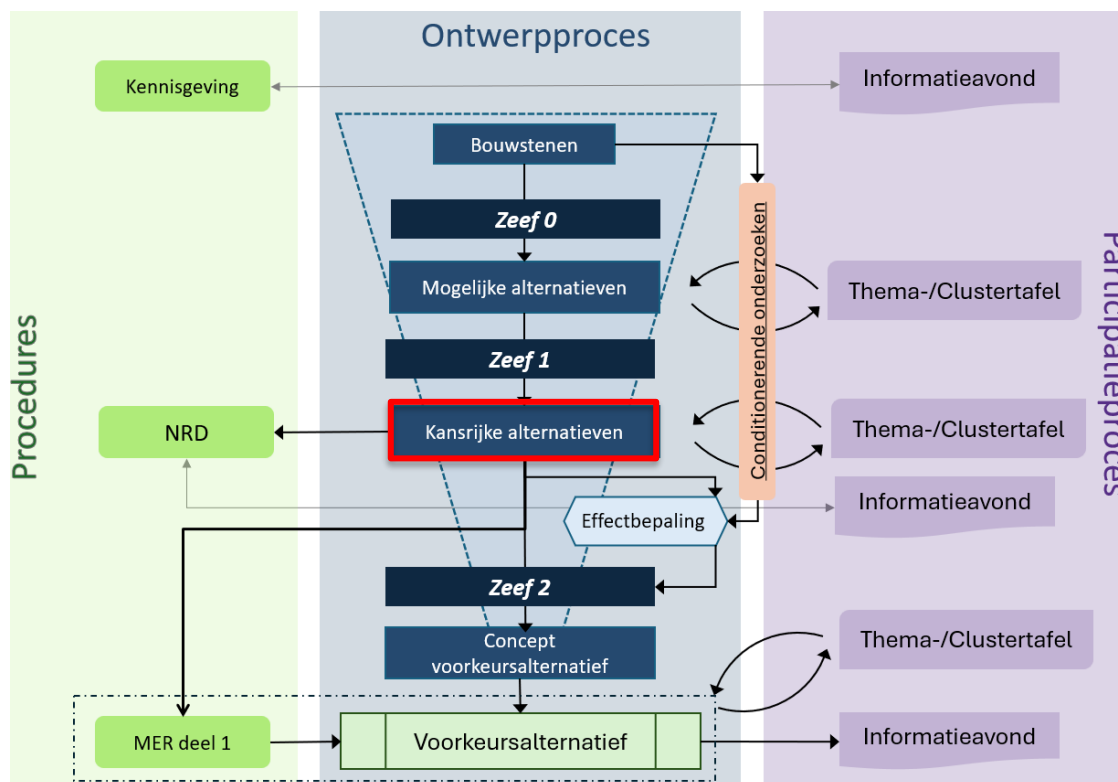 Ontwerpproces
Kennisgeving
Informatieavond
Bouwstenen
Zeef 0
Mogelijke alternatieven
Thema-/Clustertafel
Zeef 1
Conditionerende onderzoeken
Procedures
Participatieproces
NRD
Kansrijke alternatieven
Thema-/Clustertafel
Informatieavond
Effectbepaling
Zeef 2
Concept
voorkeursalternatief
Thema-/Clustertafel
MER deel 1
Voorkeursalternatief
Informatieavond